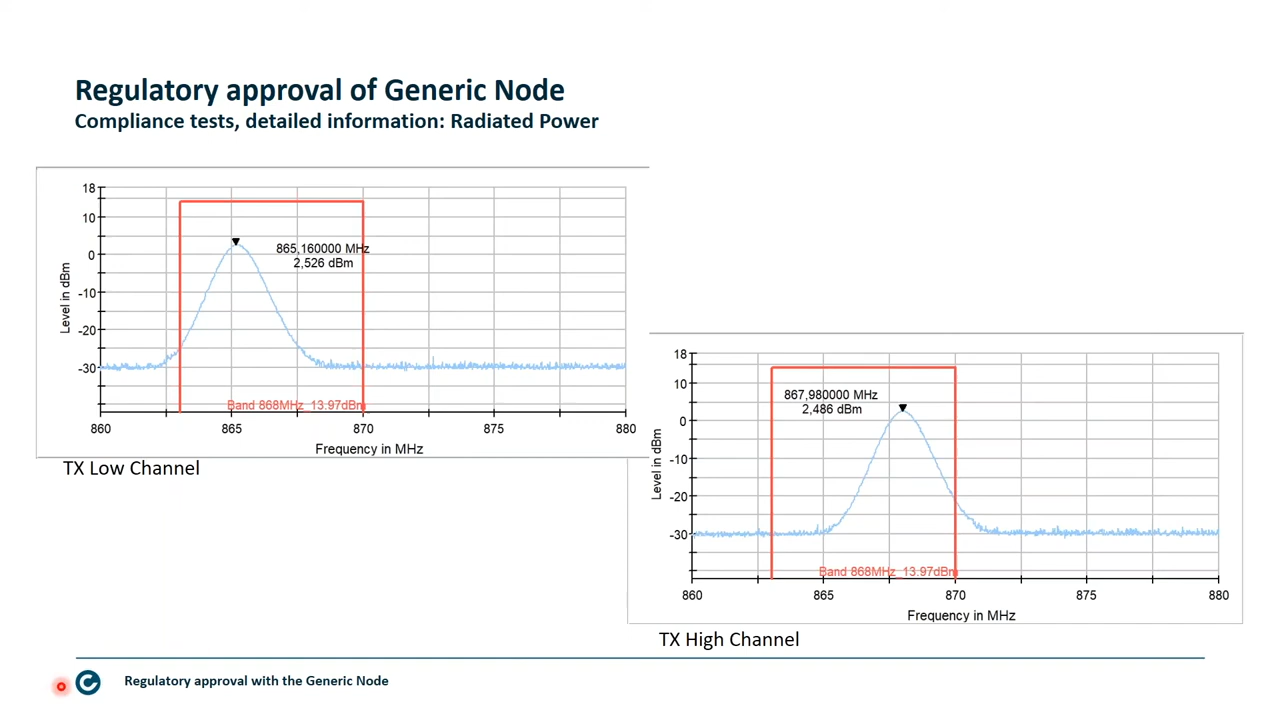 Regulatory approval of Generic Node
Compliance tests, detailed information: Radiated Power
18
10
0
-10
-20
-30
Level in dBm
865,160000 MHz
2,526 dBm
Band 868MHz_13.97dBm
860
865
870
875
880
Frequency in MHz
TX Low Channel
18
10
0
-10
-20
-30
Level in dBm
867,980000 MHz
2,486 dBm
Band 868MHz_13.97dBm
860
865
870
875
880
Frequency in MHz
TX High Channel
Regulatory approval with the Generic Node